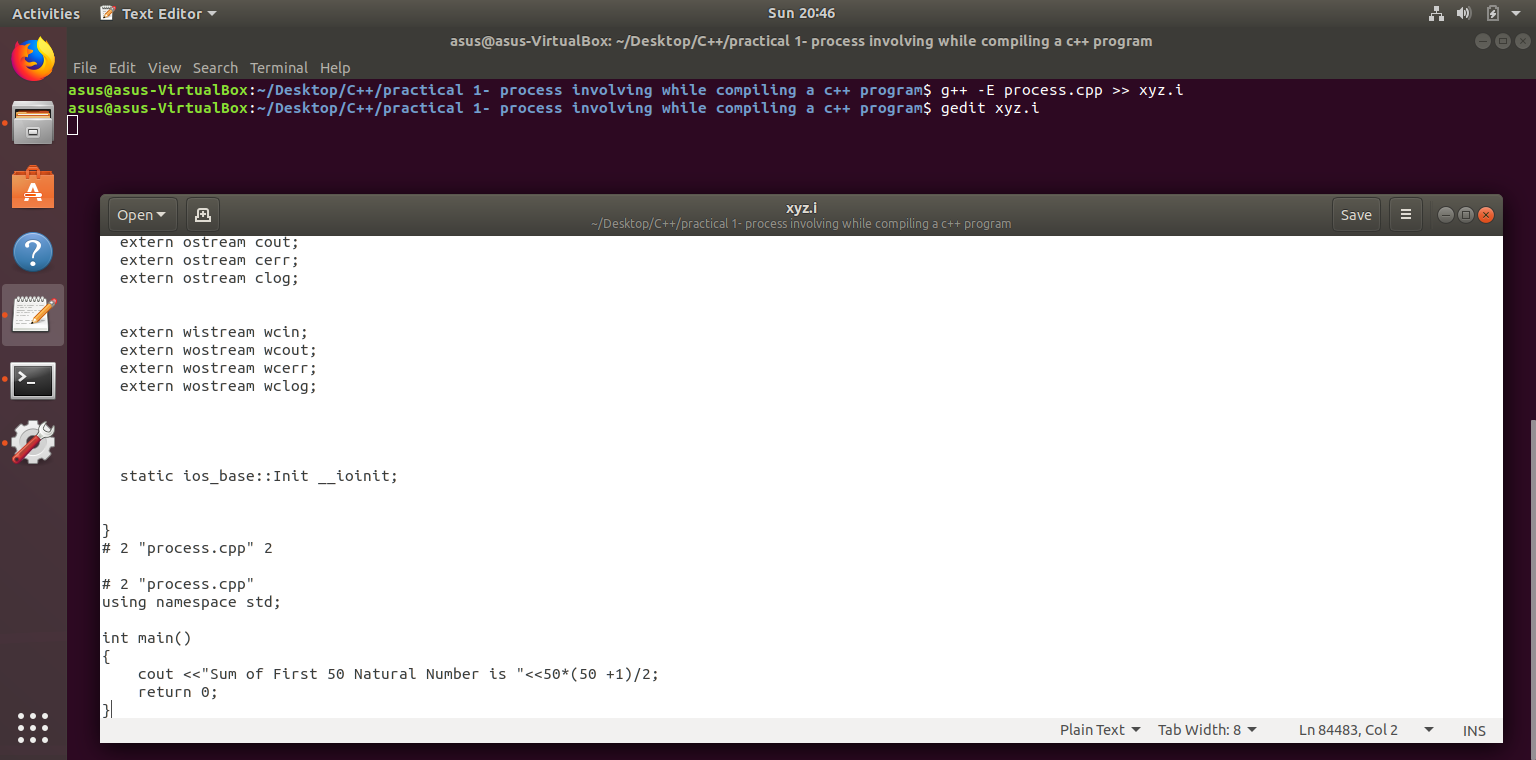 Activities Text Editor Sun 20:46
asus@asus-VirtualBox: ~/Desktop/C++/practical 1- process involving while compiling a c++ program
File Edit View Search Terminal Help
asus@asus-VirtualBox:~/Desktop/C++/practical 1- process involving while compiling a c++ program$ g++ -E process.cpp >> xyz.i
asus@asus-VirtualBox:~/Desktop/C++/practical 1- process involving while compiling a c++ program$ gedit xyz.i
Open xyz.i Save
~/Desktop/C++/practical 1- process involving while compiling a c++ program
extern ostream cout;
extern ostream cerr;
extern ostream clog;
extern wistream wcin;
extern wostream wcout;
extern wostream wcerr;
extern wostream wclog;
static ios_base::Init __ioinit;
}
# 2 "process.cpp" 2
# 2 "process.cpp"
using namespace std;
int main()
{
cout <<"Sum of First 50 Natural Number is "<<50*(50 +1)/2;
return 0;
}
Plain Text Tab Width: 8 Ln 84483, Col 2 INS